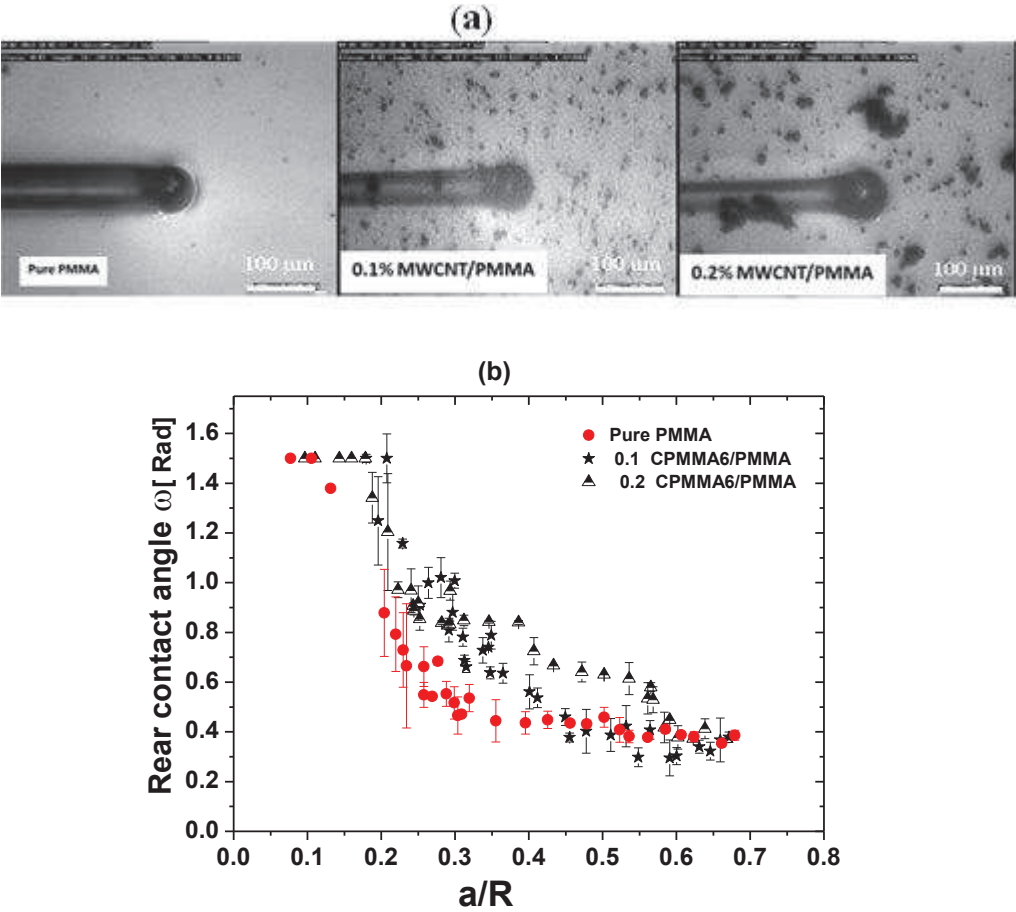 (a)
Pure PMMA
100 µm
0.1% MWCNT/PMMA
100 µm
0.2% MWCNT/PMMA
100 µm
(b)
Rear contact angle ω[ Rad]
1.6
1.4
1.2
1.0
0.8
0.6
0.4
0.2
0.0
Pure PMMA
0.1 CPMMA6/PMMA
0.2 CPMMA6/PMMA
0.0 0.1 0.2 0.3 0.4 0.5 0.6 0.7 0.8
a/R